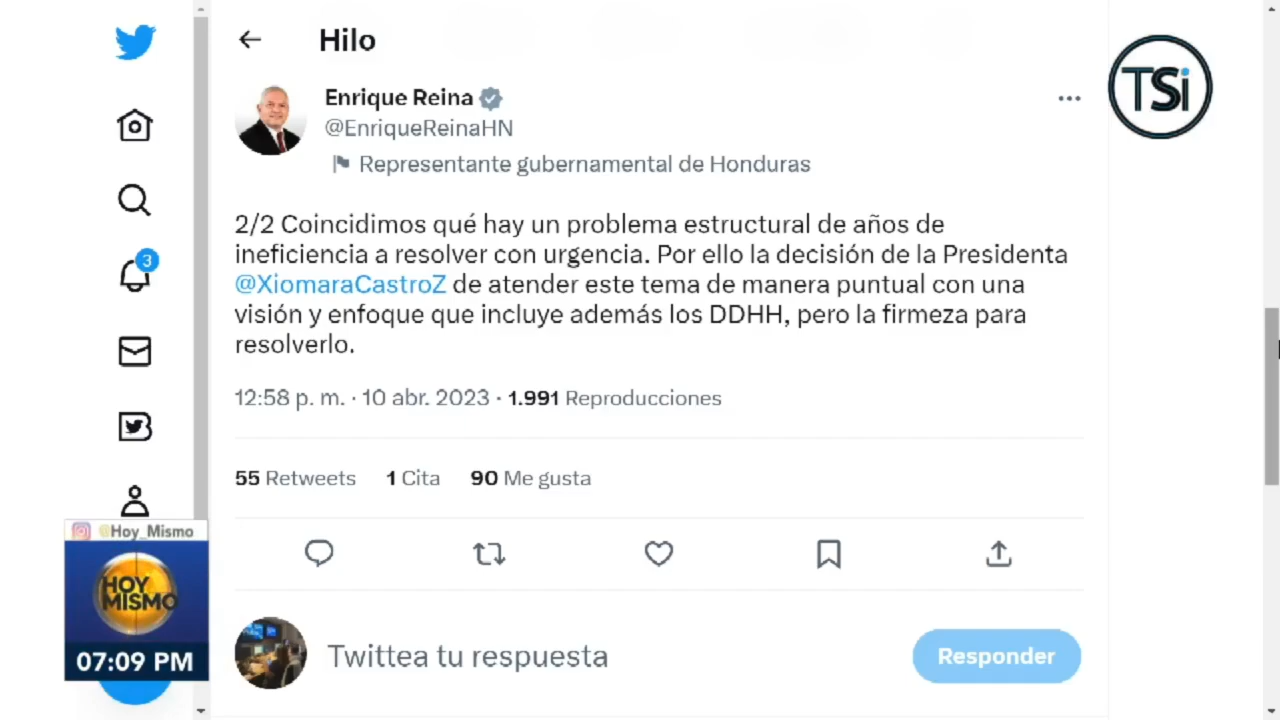 Hilo
TSi
Enrique Reina
@EnriqueReinaHN
Representante gubernamental de Honduras
2/2 Coincidimos qué hay un problema estructural de años de
ineficiencia a resolver con urgencia. Por ello la decisión de la Presidenta
@XiomaraCastroZ de atender este tema de manera puntual con una
visión y enfoque que incluye además los DDHH, pero la firmeza para
resolverlo.
12:58 p. m. · 10 abr. 2023 · 1.991 Reproducciones
55 Retweets 1 Cita 90 Me gusta
3
@Hoy_Mismo
HOY
MISMO
07:09 PM
Twittea tu respuesta
Responder